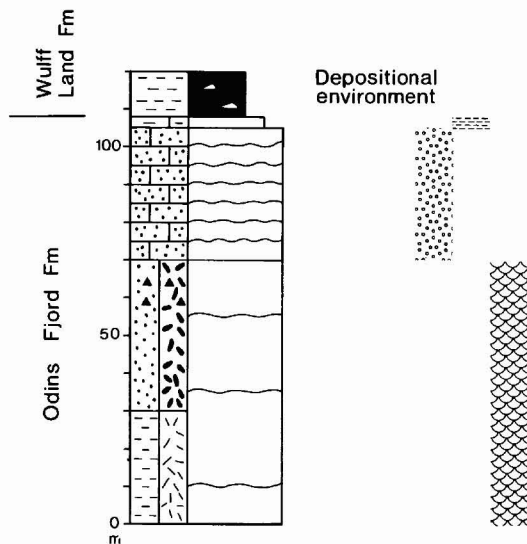 Wulff
Land Fm
Depositional
environment
100
Odins Fjord Fm
50
0
m